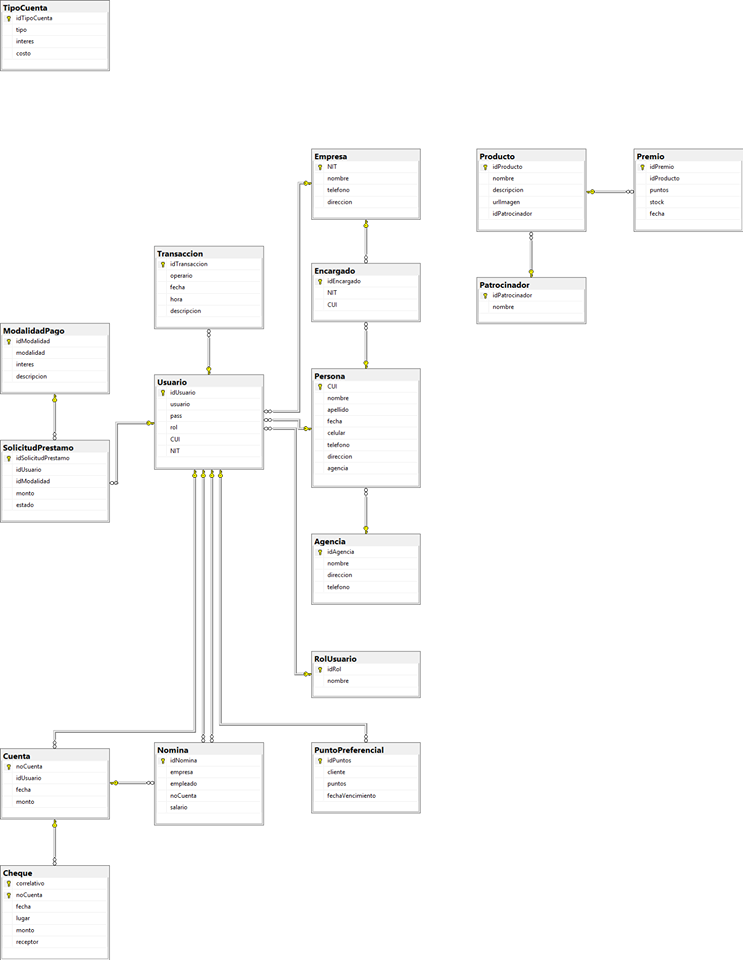 TipoCuenta
idTipoCuenta
tipo
interes
costo
Empresa
NIT
nombre
telefono
direccion
Producto
idProducto
nombre
descripcion
urlImagen
idPatrocinador
Premio
idPremio
idProducto
puntos
stock
fecha
Transaccion
idTransaccion
operario
fecha
hora
descripcion
Encargado
idEncargado
NIT
CUI
Patrocinador
idPatrocinador
nombre
ModalidadPago
idModalidad
modalidad
interes
descripcion
Usuario
idUsuario
usuario
pass
rol
CUI
NIT
Persona
CUI
nombre
apellido
fecha
celular
telefono
direccion
agencia
SolicitudPrestamo
idSolicitudPrestamo
idUsuario
idModalidad
monto
estado
Agencia
idAgencia
nombre
direccion
telefono
RolUsuario
idRol
nombre
Cuenta
noCuenta
idUsuario
fecha
monto
Nomina
idNomina
empresa
empleado
noCuenta
salario
PuntoPreferencial
idPuntos
cliente
puntos
fechaVencimiento
Cheque
correlativo
noCuenta
fecha
lugar
monto
receptor